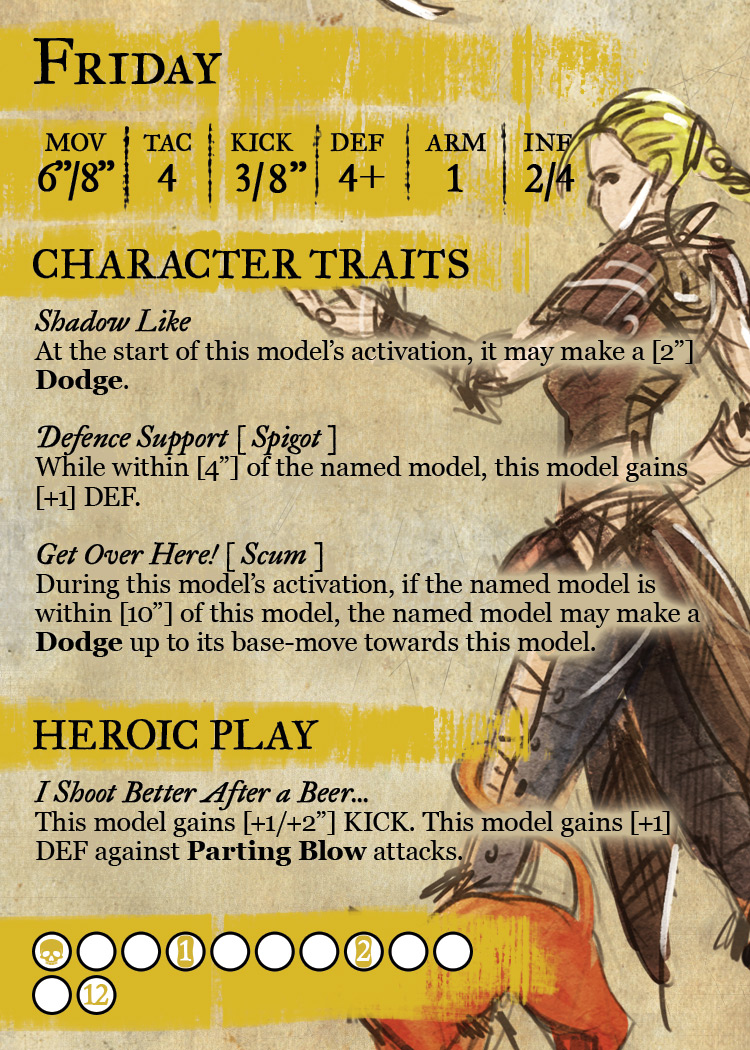 Friday
MOV TAC KICK DEF ARM INF
6”/8” 4 3/8” 4+ 1 2/4
CHARACTER TRAITS
Shadow Like
At the start of this model’s activation, it may make a [2”]
Dodge.
Defence Support [ Spigot ]
While within [4”] of the named model, this model gains
[+1] DEF.
Get Over Here! [ Scum ]
During this model’s activation, if the named model is
within [10”] of this model, the named model may make a
Dodge up to its base-move towards this model.
HEROIC PLAY
I Shoot Better After a Beer...
This model gains [+1/+2”] KICK. This model gains [+1]
DEF against Parting Blow attacks.
1 2
12